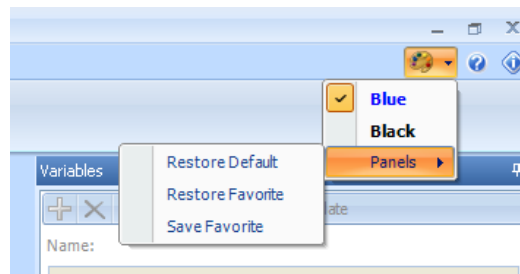 Blue
Black
Panels
Restore Default
Restore Favorite
Save Favorite
Variables
Name: